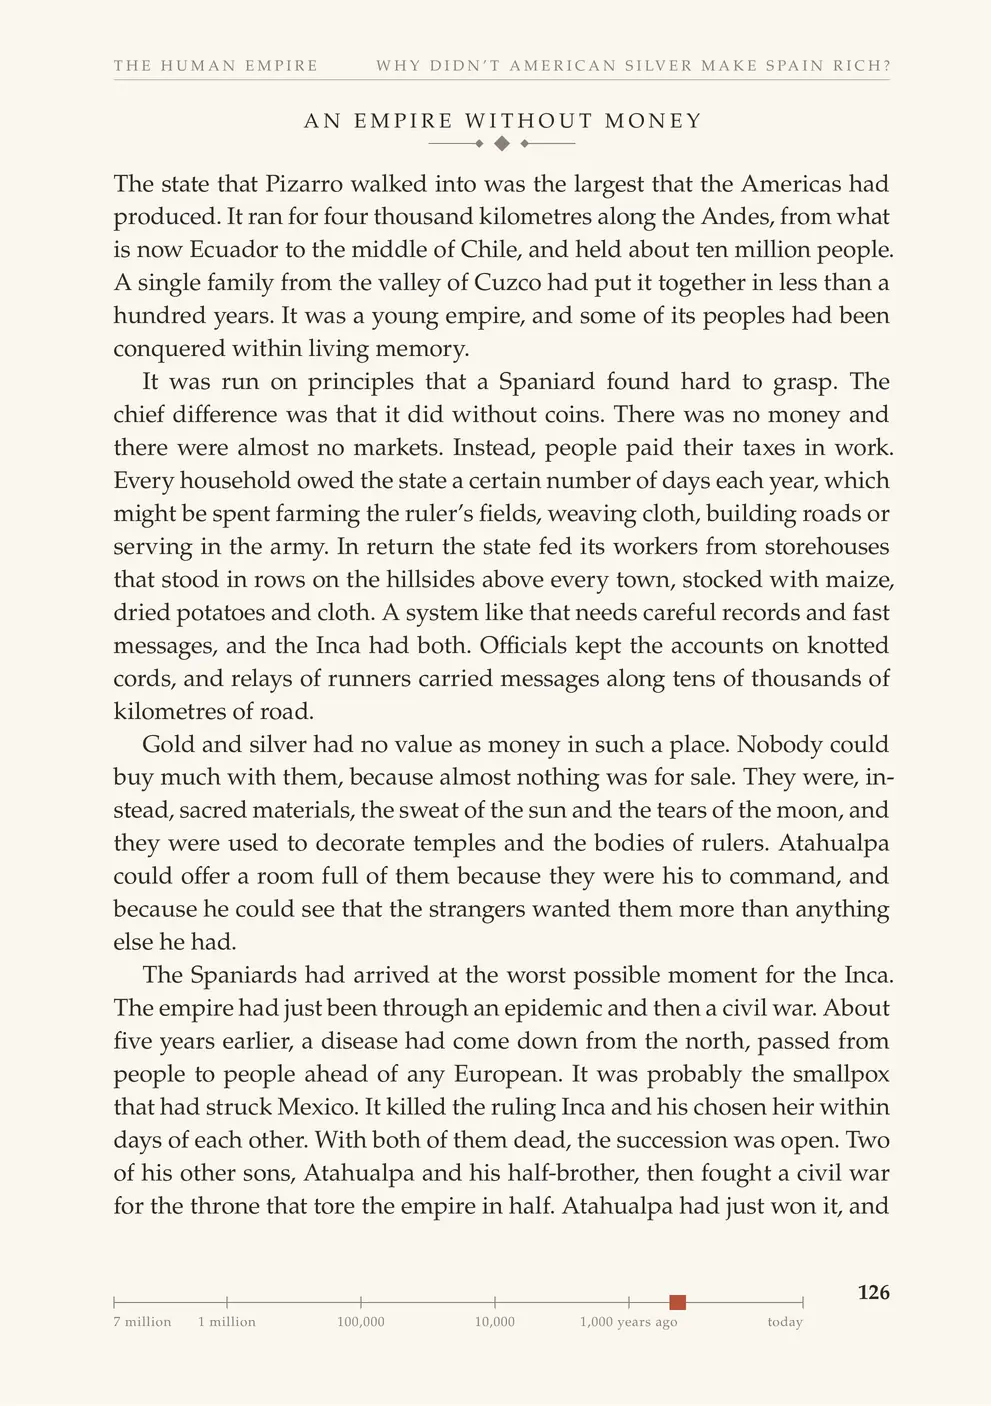 THE HUMAN EMPIRE WHY DIDN’T AMERICAN SILVER MAKE SPAIN RICH?
AN EMPIRE WITHOUT MONEY
The state that Pizarro walked into was the largest that the Americas had
produced. It ran for four thousand kilometres along the Andes, from what
is now Ecuador to the middle of Chile, and held about ten million people.
A single family from the valley of Cuzco had put it together in less than a
hundred years. It was a young empire, and some of its peoples had been
conquered within living memory.
It was run on principles that a Spaniard found hard to grasp. The
chief difference was that it did without coins. There was no money and
there were almost no markets. Instead, people paid their taxes in work.
Every household owed the state a certain number of days each year, which
might be spent farming the ruler’s fields, weaving cloth, building roads or
serving in the army. In return the state fed its workers from storehouses
that stood in rows on the hillsides above every town, stocked with maize,
dried potatoes and cloth. A system like that needs careful records and fast
messages, and the Inca had both. Officials kept the accounts on knotted
cords, and relays of runners carried messages along tens of thousands of
kilometres of road.
Gold and silver had no value as money in such a place. Nobody could
buy much with them, because almost nothing was for sale. They were, in-
stead, sacred materials, the sweat of the sun and the tears of the moon, and
they were used to decorate temples and the bodies of rulers. Atahualpa
could offer a room full of them because they were his to command, and
because he could see that the strangers wanted them more than anything
else he had.
The Spaniards had arrived at the worst possible moment for the Inca.
The empire had just been through an epidemic and then a civil war. About
five years earlier, a disease had come down from the north, passed from
people to people ahead of any European. It was probably the smallpox
that had struck Mexico. It killed the ruling Inca and his chosen heir within
days of each other. With both of them dead, the succession was open. Two
of his other sons, Atahualpa and his half-brother, then fought a civil war
for the throne that tore the empire in half. Atahualpa had just won it, and
126
7 million 1 million 100,000 10,000 1,000 years ago today